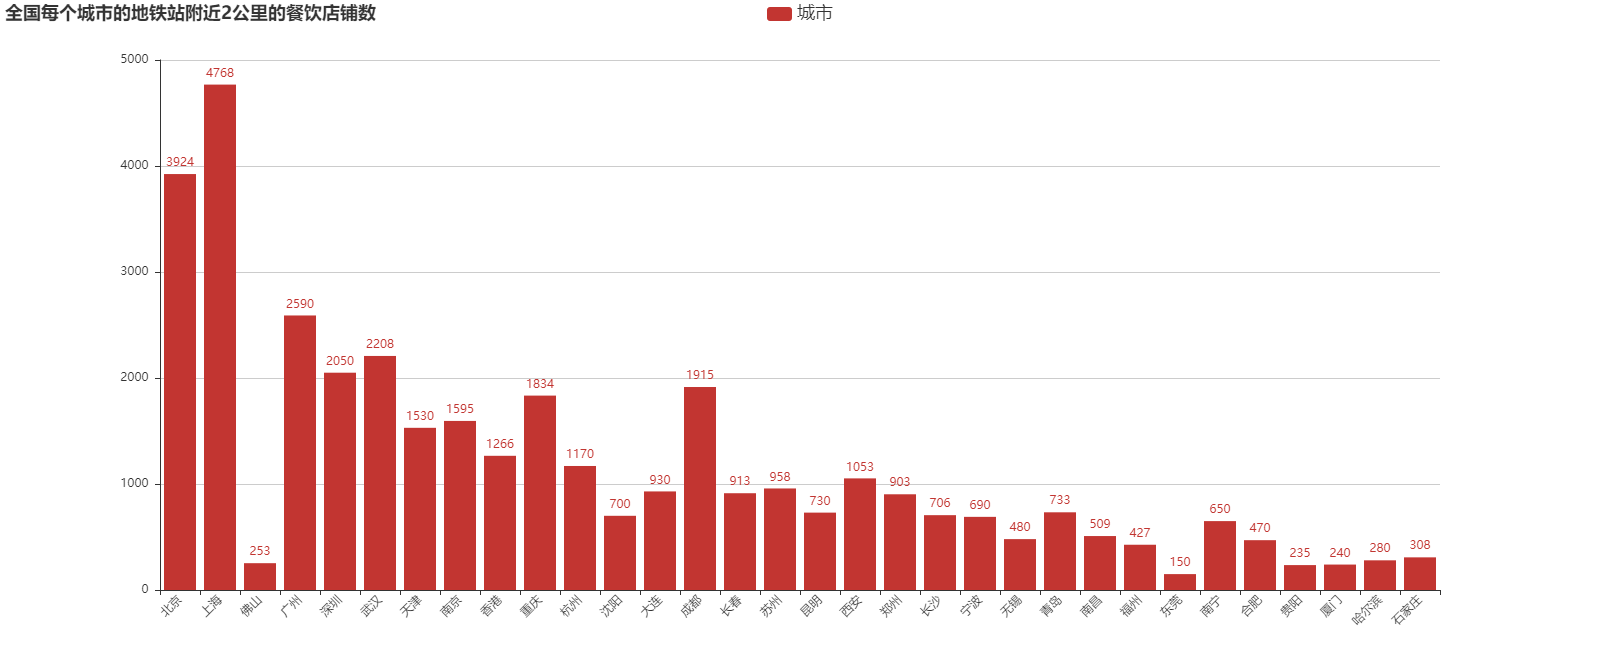 全国每个城市的地铁站附近2公里的餐饮店铺数
城市
5000
4000
3000
2000
1000
0
3924
4768
253
2590
2050
2208
1530
1595
1266
1834
1170
700
930
1915
913
958
730
1053
903
706
690
480
733
509
427
150
650
470
235
240
280
308
北京
上海
佛山
广州
深圳
武汉
天津
南京
香港
重庆
杭州
沈阳
大连
成都
长春
苏州
昆明
西安
郑州
长沙
宁波
无锡
青岛
南昌
福州
东莞
南宁
合肥
贵阳
厦门
哈尔滨
石家庄